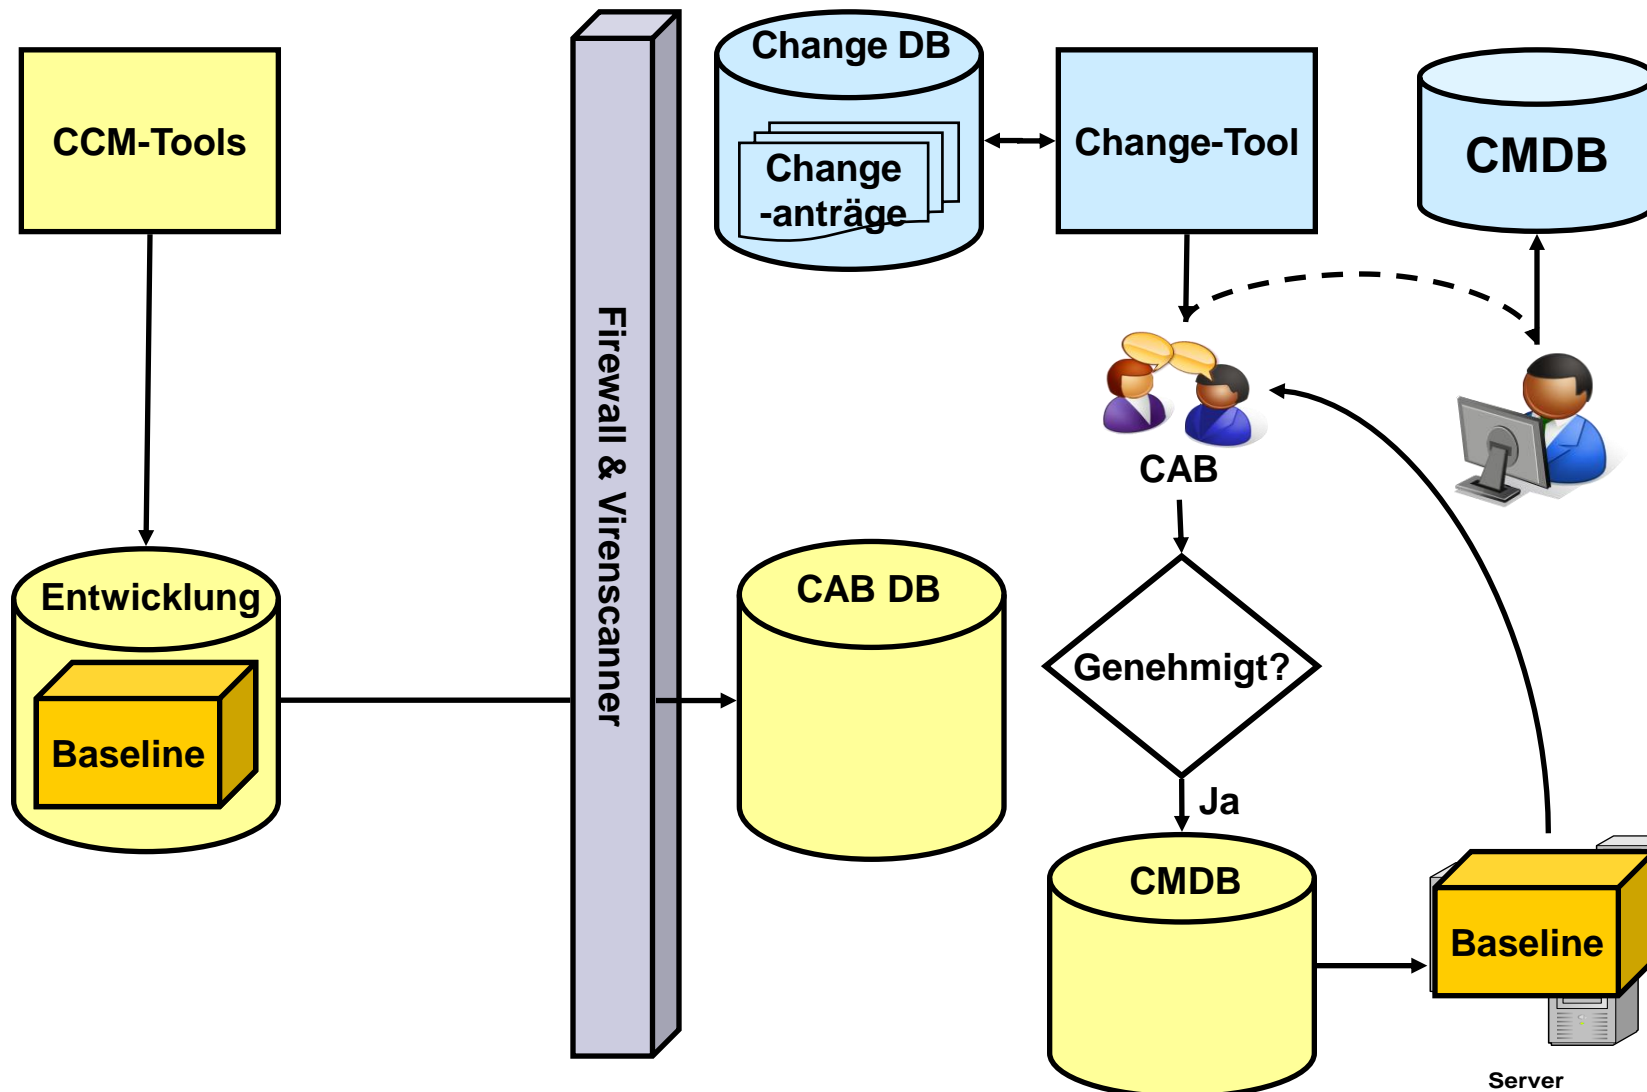 CCM-Tools
Change DB
Change
-anträge
Change-Tool
CMDB
Firewall & Virenscanner
CAB
Entwicklung
Baseline
CAB DB
Genehmigt?
Ja
CMDB
Baseline
Server